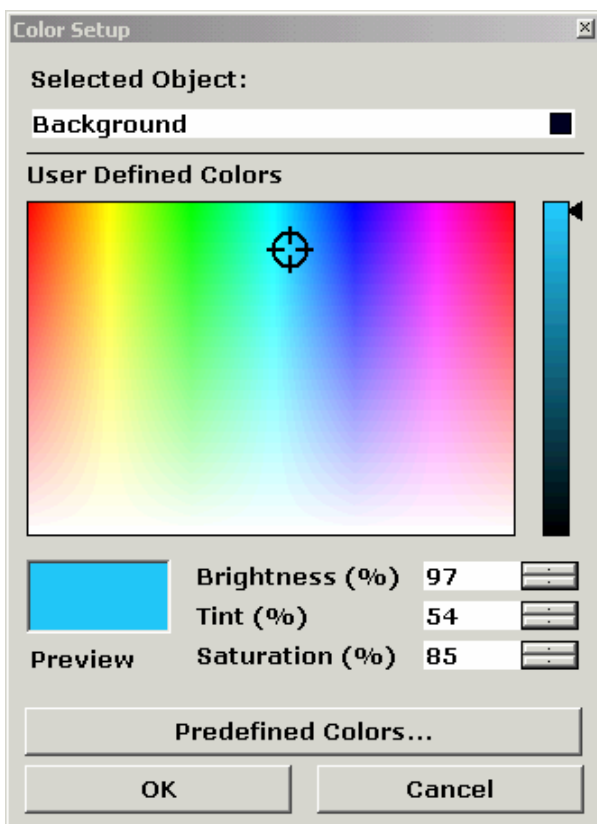 Color Setup
Selected Object:
Background
User Defined Colors
Brightness (%) 97
Tint (%) 54
Preview
Saturation (%) 85
Predefined Colors...
OK Cancel